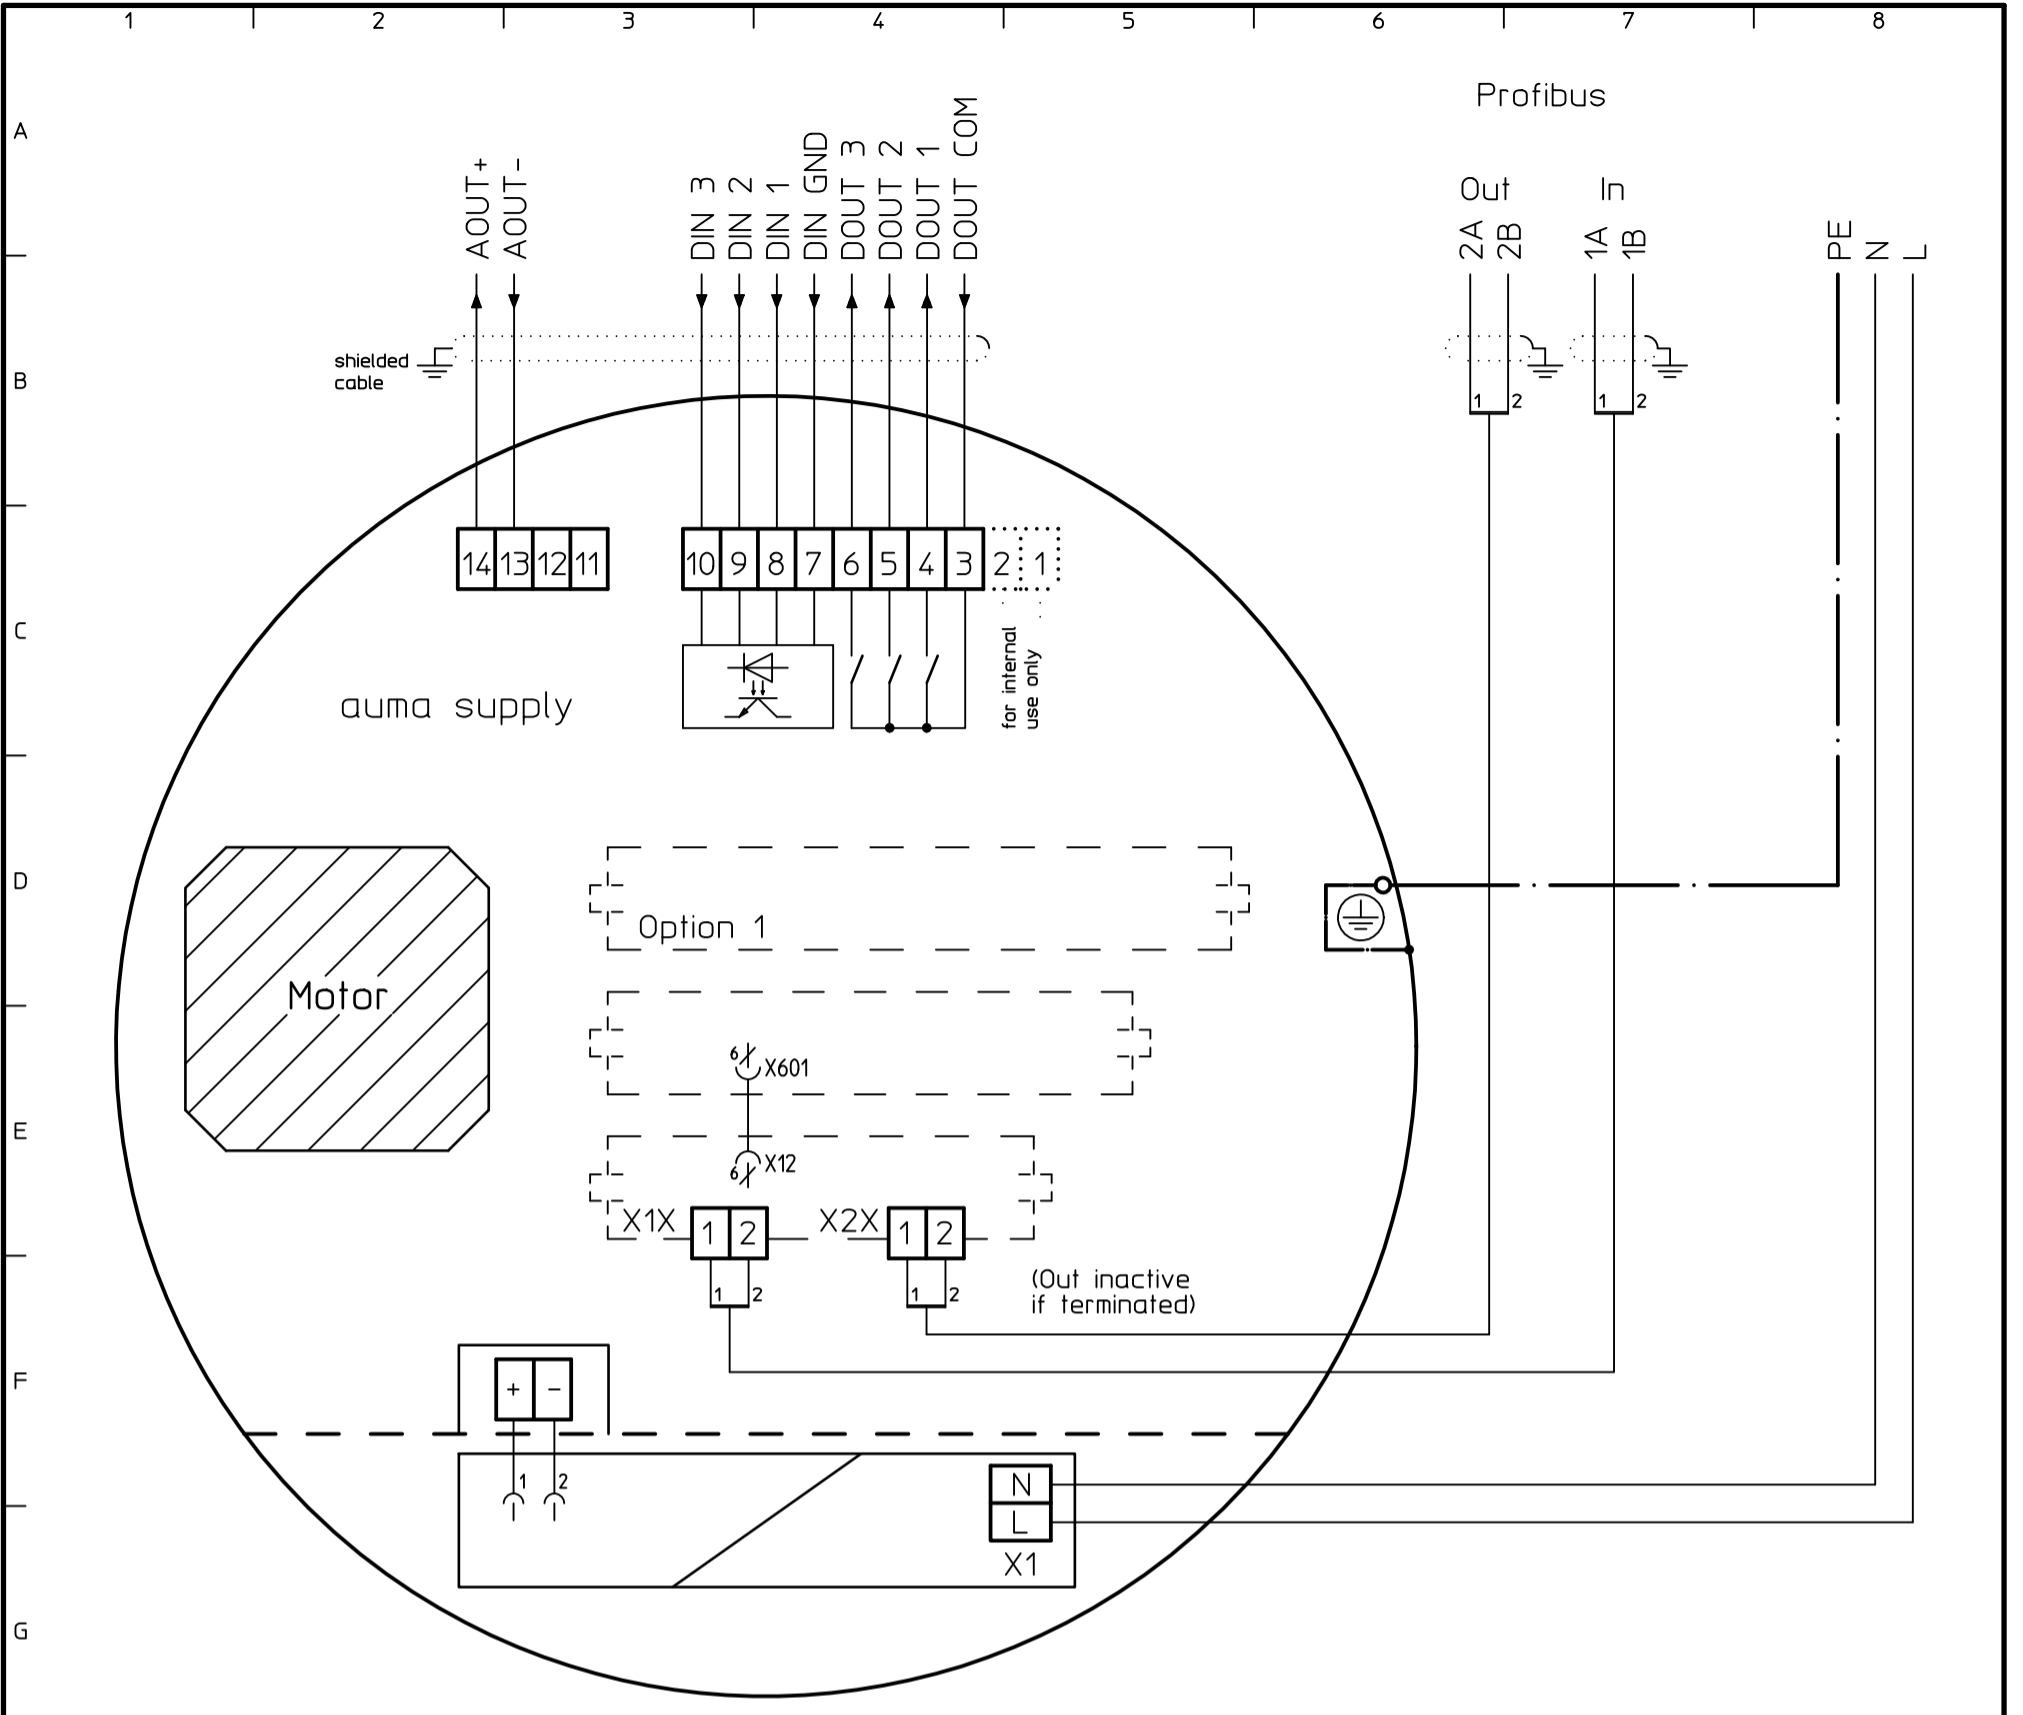 1 2 3 4 5 6 7 8
A
Profibus
AOUT+
AOUT-
DIN 3
DIN 2
DIN 1
DIN GND
DOUT 3
DOUT 2
DOUT 1
DOUT COM
Out
In
2A
2B
1A
1B
PE
N
L
B
shielded
cable
1 2
1 2
14 13 12 11
10 9 8 7 6 5 4 3 2 1
C
for internal
use only
auma supply
D
Option 1
Motor
6
X601
E
X12
6
X1X 1 2
X2X 1 2
1 2
1 2
(Out inactive
if terminated)
F
+ -
1 2
N
L
X1
G